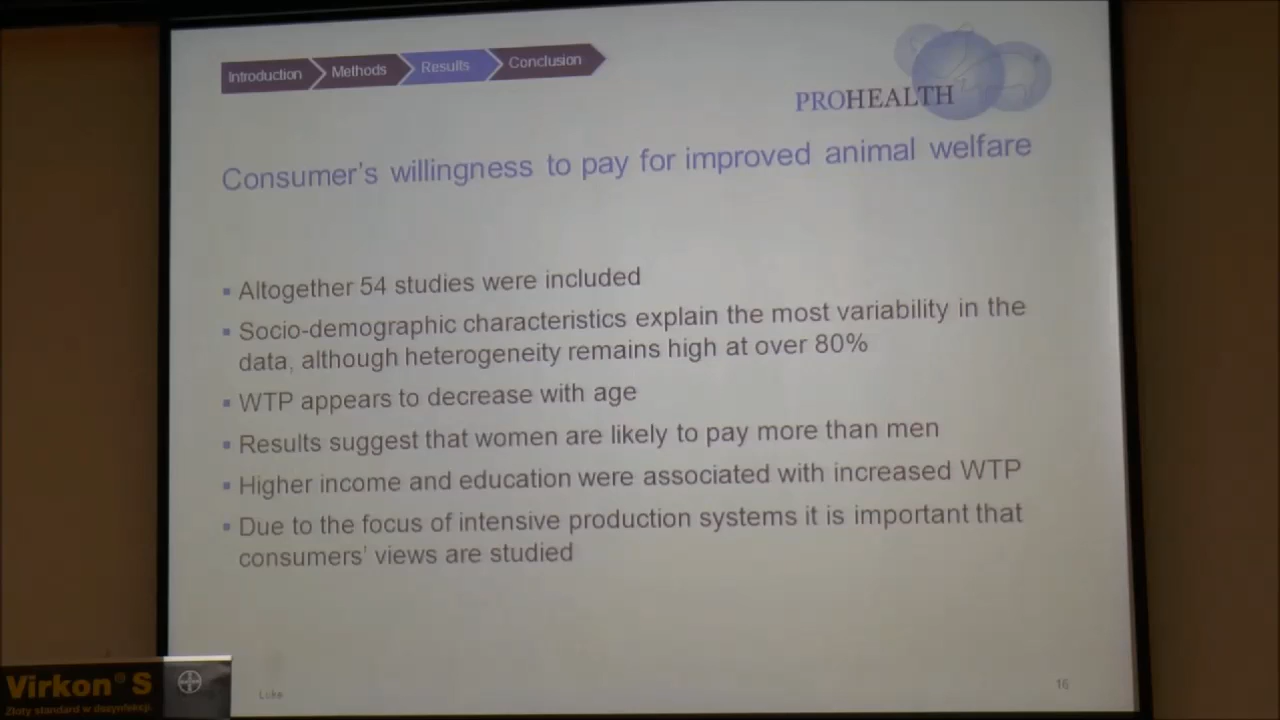 Introduction
Methods
Results
Conclusion
PROHEALTH
Consumer's willingness to pay for improved animal welfare
▪ Altogether 54 studies were included
▪ Socio-demographic characteristics explain the most variability in the
data, although heterogeneity remains high at over 80%
▪ WTP appears to decrease with age
▪ Results suggest that women are likely to pay more than men
▪ Higher income and education were associated with increased WTP
▪ Due to the focus of intensive production systems it is important that
consumers' views are studied
Virkon® S
Złoty standard w dezynfekcji.
Luke
16